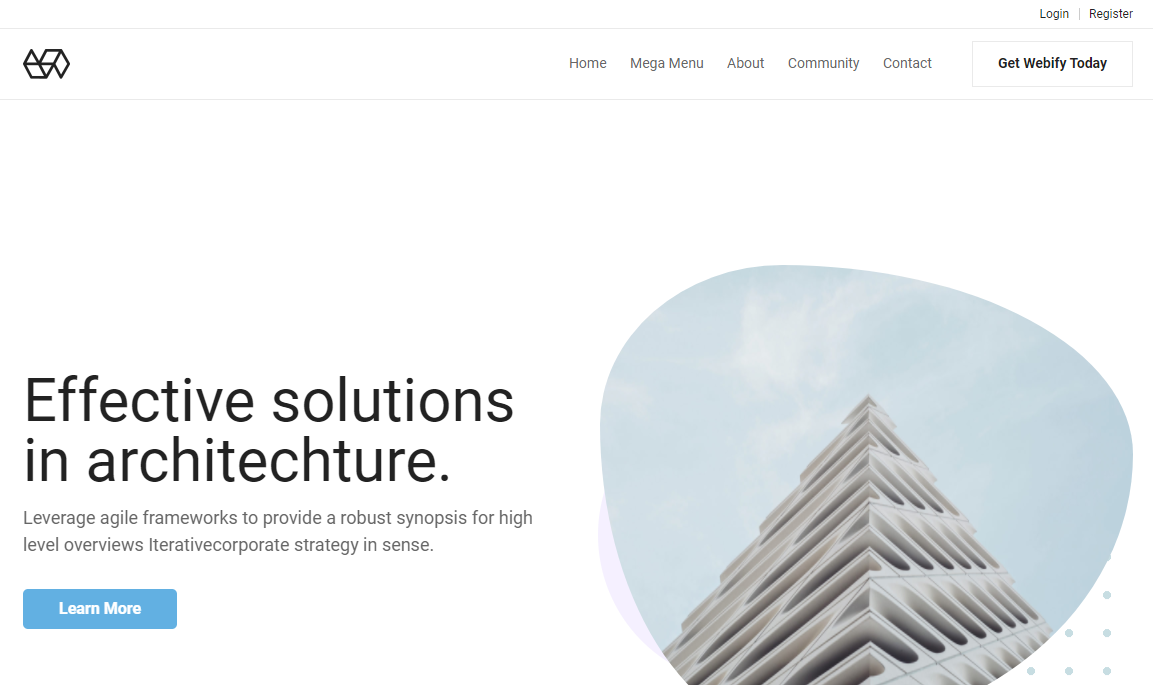 Login
Register
Home
Mega Menu
About
Community
Contact
Get Webify Today
Effective solutions
in architechture.
Leverage agile frameworks to provide a robust synopsis for high
level overviews Iterativecorporate strategy in sense.
Learn More